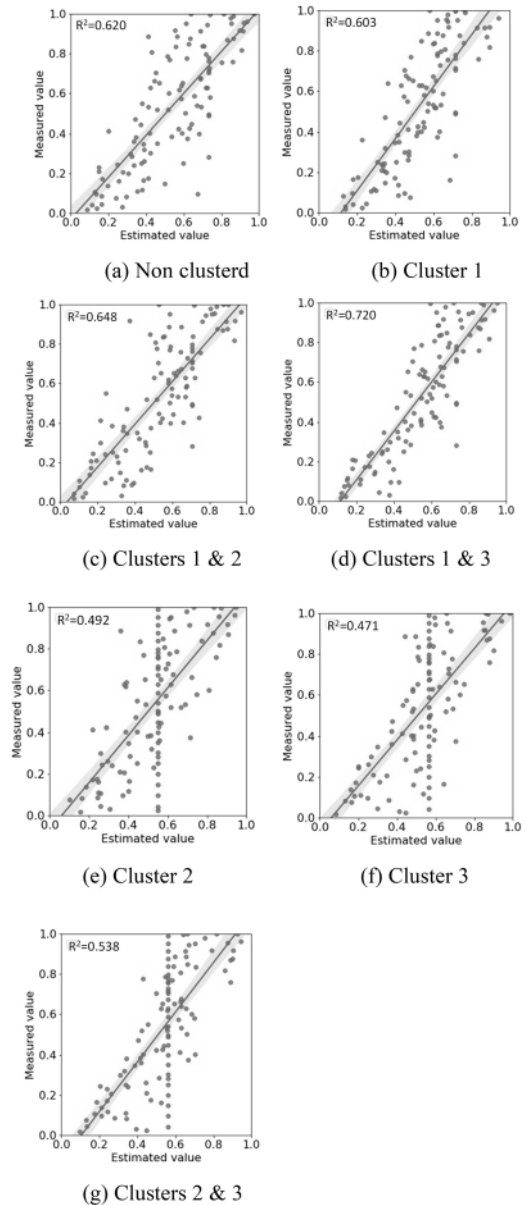 R²=0.620
Measured value
1.0
0.8
0.6
0.4
0.2
0.0
0.0 0.2 0.4 0.6 0.8 1.0
Estimated value
(a) Non clusterd
R²=0.603
Measured value
1.0
0.8
0.6
0.4
0.2
0.0
0.0 0.2 0.4 0.6 0.8 1.0
Estimated value
(b) Cluster 1
R²=0.648
Measured value
1.0
0.8
0.6
0.4
0.2
0.0
0.0 0.2 0.4 0.6 0.8 1.0
Estimated value
(c) Clusters 1 & 2
R²=0.720
Measured value
1.0
0.8
0.6
0.4
0.2
0.0
0.0 0.2 0.4 0.6 0.8 1.0
Estimated value
(d) Clusters 1 & 3
R²=0.492
Measured value
1.0
0.8
0.6
0.4
0.2
0.0
0.0 0.2 0.4 0.6 0.8 1.0
Estimated value
(e) Cluster 2
R²=0.471
Measured value
1.0
0.8
0.6
0.4
0.2
0.0
0.0 0.2 0.4 0.6 0.8 1.0
Estimated value
(f) Cluster 3
R²=0.538
Measured value
1.0
0.8
0.6
0.4
0.2
0.0
0.0 0.2 0.4 0.6 0.8 1.0
Estimated value
(g) Clusters 2 & 3